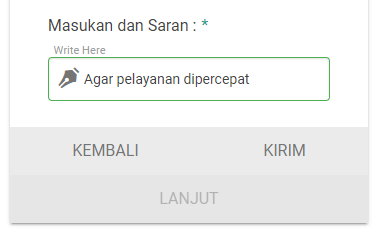 Masukan dan Saran : *
Write Here
Agar pelayanan dipercepat
KEMBALI KIRIM
LANJUT